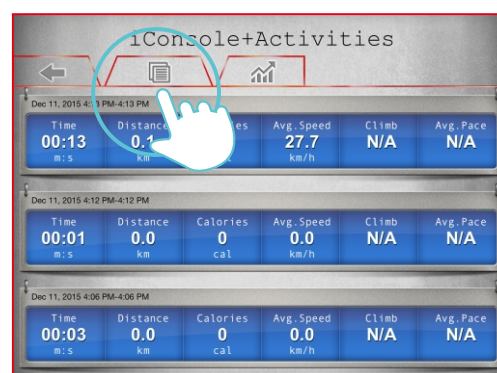 iConsole+Activities
Dec 11, 2015 4:13 PM-4:13 PM
Time Distance Avg.Speed Climb Avg.Pace
00:13 27.7 N/A N/A
m:s km km/h
Dec 11, 2015 4:12 PM-4:12 PM
Time Distance Calories Avg.Speed Climb Avg.Pace
00:01 0.0 0 0.0 N/A N/A
m:s km cal km/h
Dec 11, 2015 4:06 PM-4:06 PM
Time Distance Calories Avg.Speed Climb Avg.Pace
00:03 0.0 0 0.0 N/A N/A
m:s km cal km/h